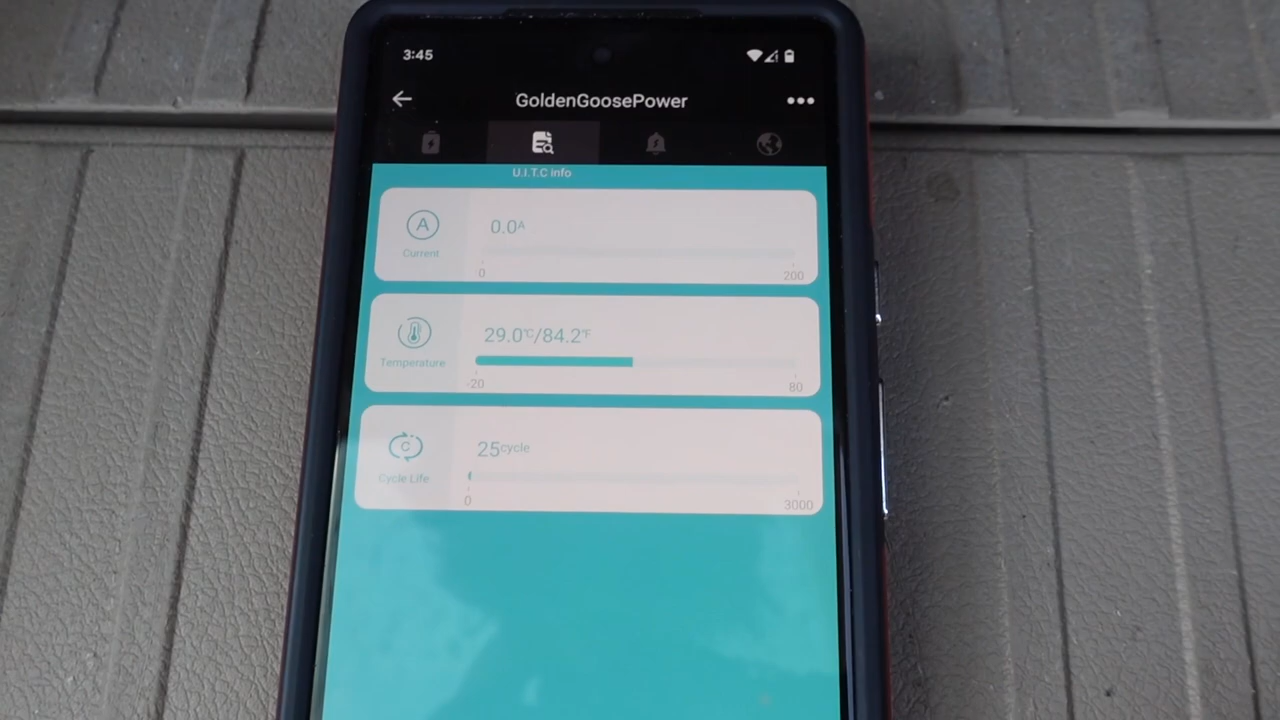 3:45
GoldenGoosePower
U.I.T.C info
A
0.0A
Current
0
200
29.0℃/84.2℉
Temperature
-20
80
C
25cycle
Cycle Life
0
3000